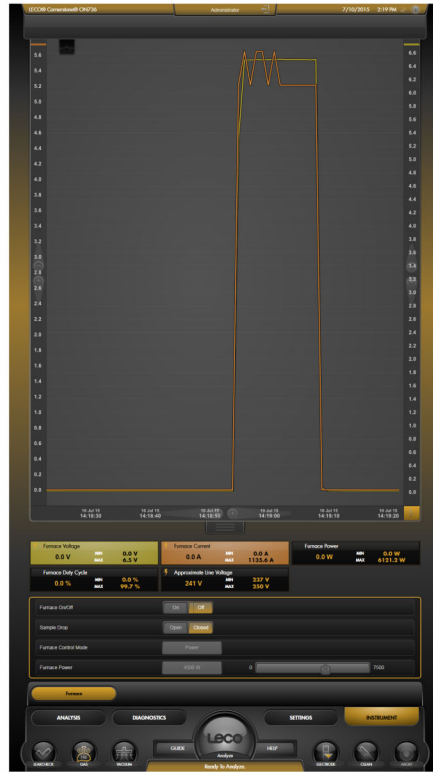 LECO® Cornerstone® ON736 Administrator 7/10/2015 2:19 PM
5.6 6.6
5.4 6.2
5.2 6.0
5.0 5.8
4.8 5.6
4.6 5.4
4.4 5.2
4.2 5.0
4.0 4.8
3.8 4.6
3.6 4.4
3.4 4.2
3.2 4.0
3.0 3.8
2.8 3.6
2.6 3.4
2.4 3.2
2.2 3.0
2.0 2.8
1.8 2.6
1.6 2.4
1.4 2.2
1.2 2.0
1.0 1.8
0.8 1.6
0.6 1.4
0.4 1.2
0.2 1.0
0.0 0.8
0.6
0.4
0.2
0.0
10 Jul 15 10 Jul 15 10 Jul 15 10 Jul 15 10 Jul 15 10 Jul 15
14:18:30 14:18:40 14:18:50 14:19:00 14:19:10 14:19:20
Furnace Voltage Furnace Current Furnace Power
0.0 V MIN 0.0 V 0.0 A MIN 0.0 A 0.0 W MIN 0.0 W
MAX 6.5 V MAX 1135.6 A MAX 6121.2 W
Furnace Duty Cycle Approximate Line Voltage
0.0 % MIN 0.0 % 241 V MIN 237 V
MAX 99.7 % MAX 250 V
Furnace On/Off On Off
Sample Drop Open Closed
Furnace Control Mode Power
Furnace Power 0 7500
Furnace
ANALYSIS DIAGNOSTICS SETTINGS INSTRUMENT
LECO
GUIDE HELP
Analyze
LEAKCHECK GAS VACUUM ELECTRODE CLEAN ABORT
Ready To Analyze